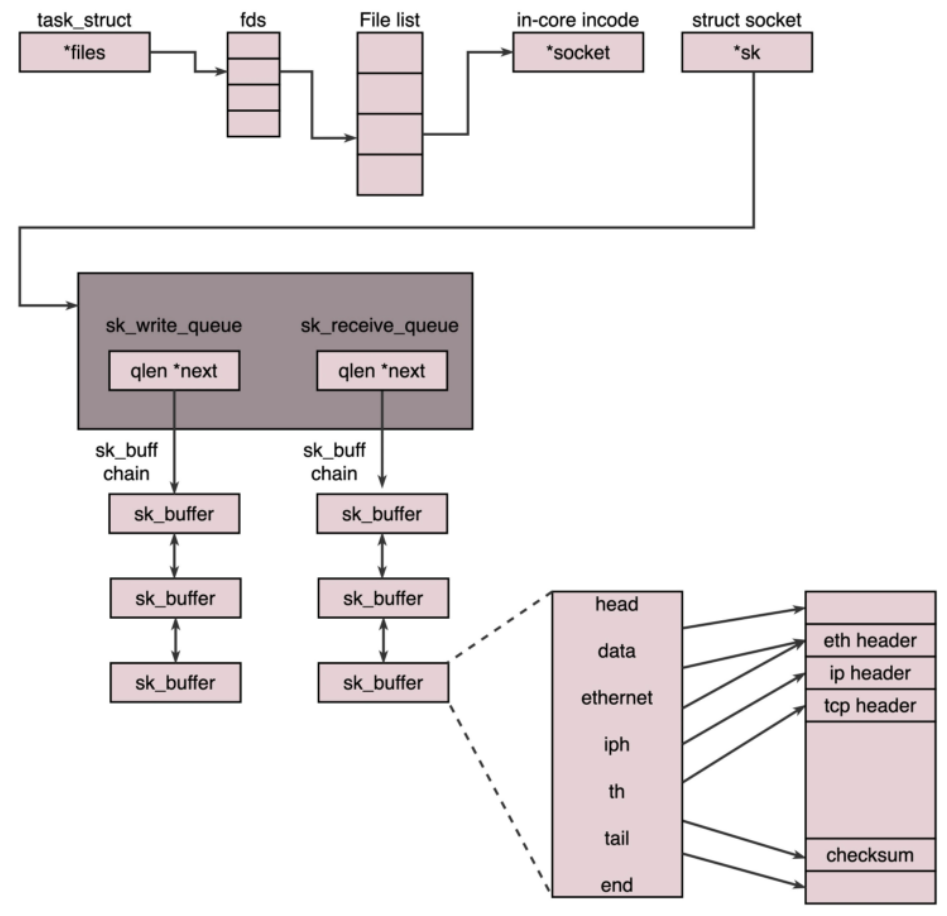 task_struct
fds
File list
in-core incode
struct socket
*files
*socket
*sk
sk_write_queue
sk_receive_queue
qlen *next
qlen *next
sk_buff
chain
sk_buff
chain
sk_buffer
sk_buffer
sk_buffer
sk_buffer
sk_buffer
sk_buffer
head
data
ethernet
iph
th
tail
end
eth header
ip header
tcp header
checksum